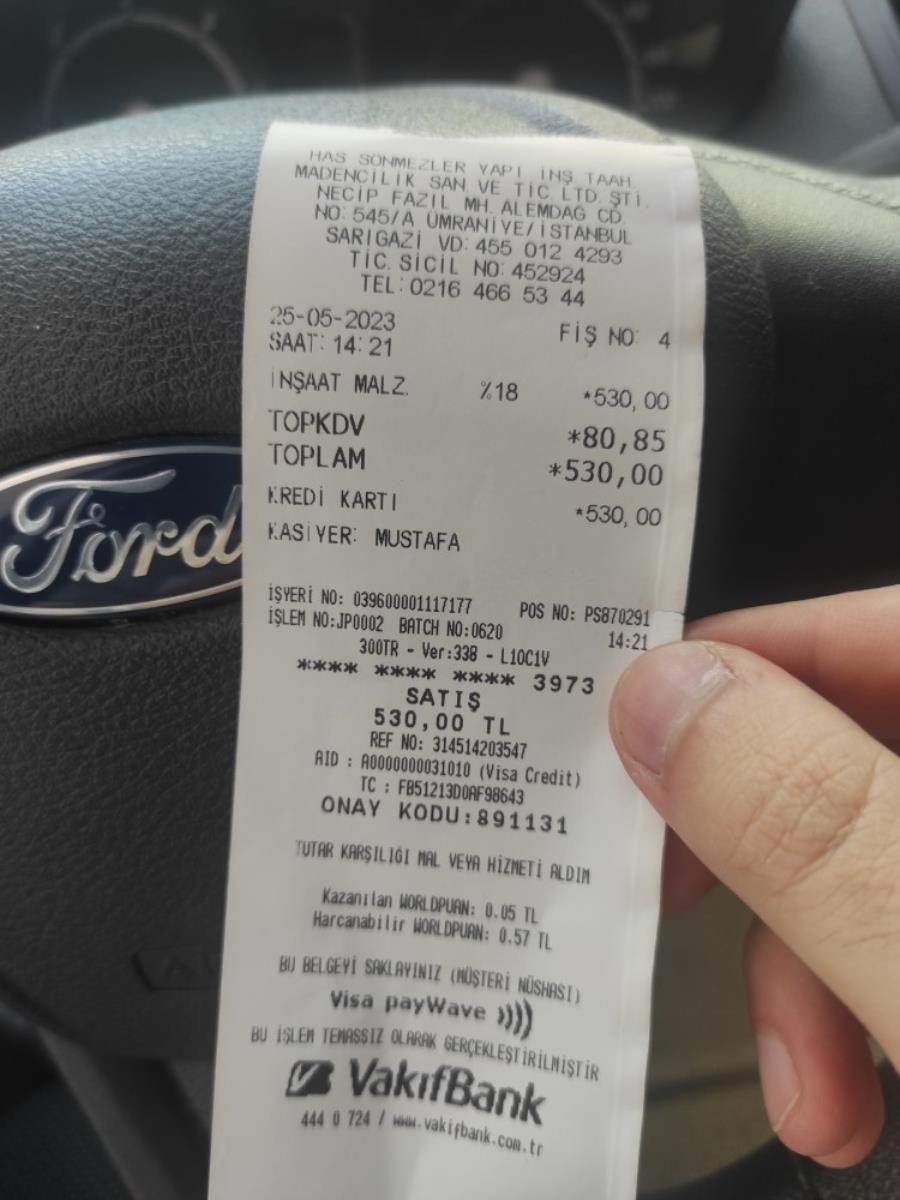 HAS SÖNMEZLER YAPI İNŞ. TAAH
MADENCİLİK SAN. VE TİC. LTD. ŞTİ.
NECİP FAZIL MH. ALEMDAĞ CD.
NO: 545/A ÜMRANİYE/İSTANBUL
SARIGAZİ VD: 455 012 4293
TİC. SİCİL NO: 452924
TEL: 0216 466 53 44
25-05-2023
FİŞ NO: 4
SAAT: 14:21
İNŞAAT MALZ. %18 *530,00
TOPKDV *80,85
TOPLAM *530,00
KREDİ KARTI *530,00
KASİYER: MUSTAFA
Ford
İŞYERİ NO: 039600001117177 POS NO: PS870291
İŞLEM NO:JP0002 BATCH NO:0620 14:21
300TR - Ver:338 - L10C1V
**** **** **** 3973
SATIŞ
530,00 TL
REF NO: 314514203547
AID : A0000000031010 (Visa Credit)
TC : FB51213D0AF98643
ONAY KODU:891131
TUTAR KARŞILIĞI MAL VEYA HİZMETİ ALDIM
Kazanılan WORLDPUAN: 0.05 TL
Harcanabilir WORLDPUAN: 0.57 TL
BU BELGEYİ SAKLAYINIZ (MÜŞTERİ NÜSHASI)
Visa payWave
BU İŞLEM TEMASSIZ OLARAK GERÇEKLEŞTİRİLMİŞTİR
VakıfBank
444 0 724 / www.vakifbank.com.tr